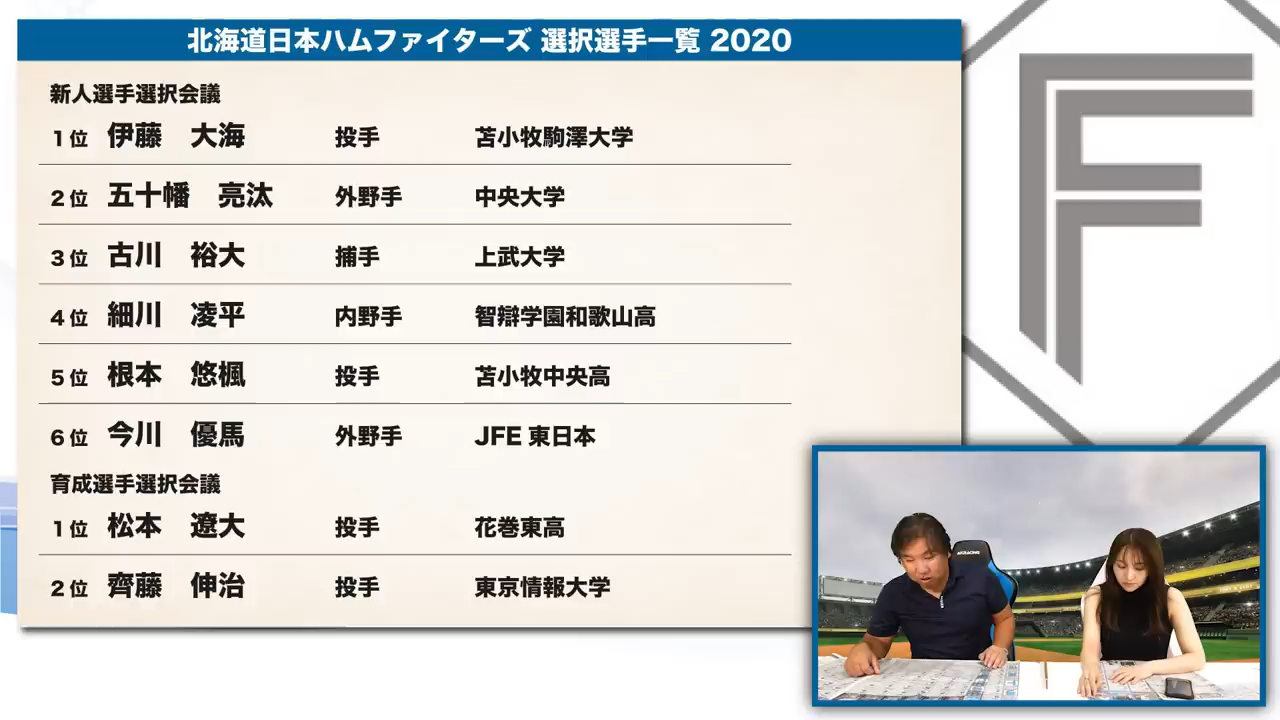 北海道日本ハムファイターズ 選択選手一覧 2020
新人選手選択会議
1位 伊藤 大海 投手 苫小牧駒澤大学
2位 五十幡 亮汰 外野手 中央大学
3位 古川 裕大 捕手 上武大学
4位 細川 凌平 内野手 智辯学園和歌山高
5位 根本 悠楓 投手 苫小牧中央高
6位 今川 優馬 外野手 JFE 東日本
育成選手選択会議
1位 松本 遼大 投手 花巻東高
2位 齊藤 伸治 投手 東京情報大学
F
AKRACING